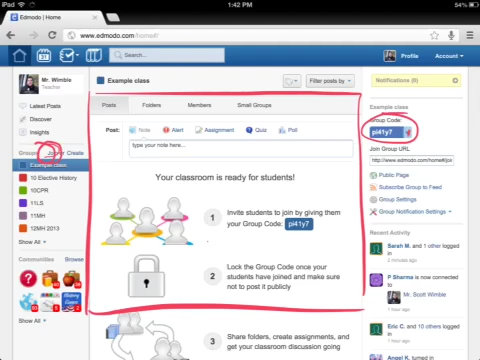 iPad
1:42 PM
Edmodo | Home
www.edmodo.com/home#/
Search...
Profile
Account
Mr. Wimble
Teacher
Latest Posts
Discover
Insights
Groups
Join or Create
Example class
10 Elective History
10CPR
11LS
11MH
12MH 2013
Show All
Communities
Browse
Show All
Example class
Filter posts by
Posts
Folders
Members
Small Groups
Post:
Note
Alert
Assignment
Quiz
Poll
type your note here...
Your classroom is ready for students!
1
Invite students to join by giving them
your Group Code: pl41y7
2
Lock the Group Code once your
students have joined and make sure
not to post it publicly
3
Share folders, create assignments, and
get your classroom discussion going
Notifications (0)
Example class
Group Code:
pl41y7
Join Group URL
http://www.edmodo.com/home#/joi
Public Page
Subscribe Group to Feed
Group Settings
Group Notification Settings
Recent Activity
Sarah M. and 1 others logged
in
2 minute ago
P Sharma is now connected
to
Mr. Scott Wimble
Eric C. and 10 others logged
in
Angel K. turned in